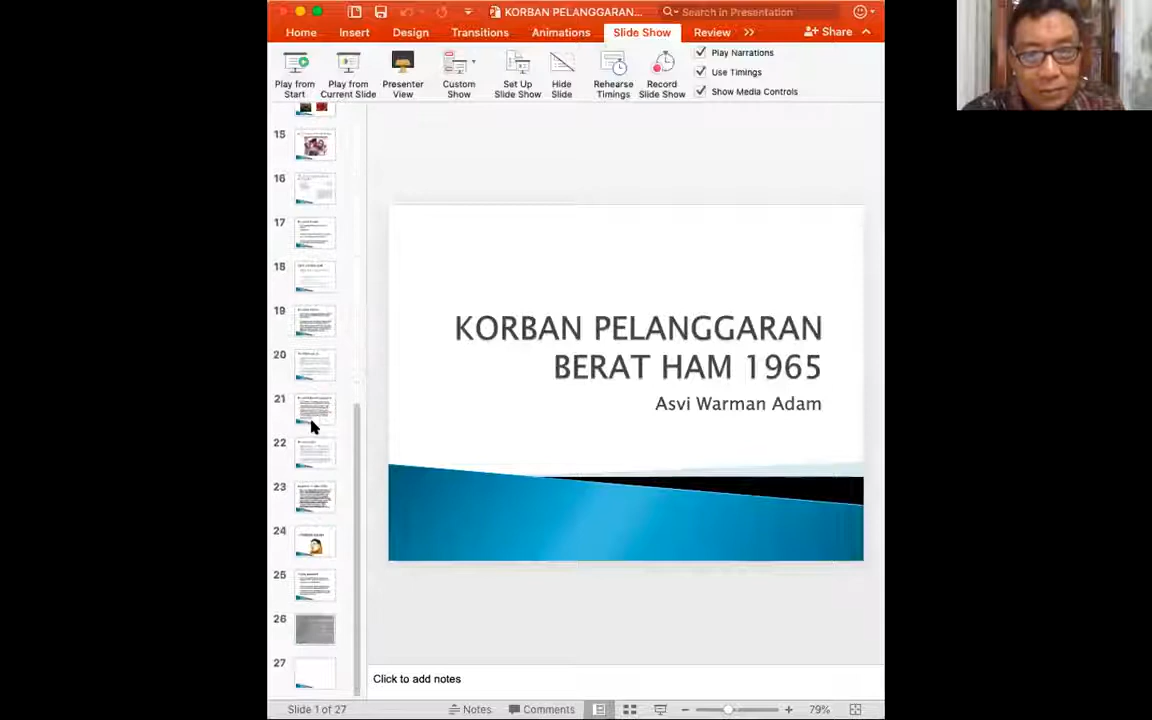 KORBAN PELANGGARAN...
Search in Presentation
Home Insert Design Transitions Animations Slide Show Review Share
Play from Start
Play from Current Slide
Presenter View
Custom Show
Set Up Slide Show
Hide Slide
Rehearse Timings
Record Slide Show
Play Narrations
Use Timings
Show Media Controls
15
16
17
18
19
20
21
22
23
24
25
26
27
KORBAN PELANGGARAN
BERAT HAM 1965
Asvi Warman Adam
Click to add notes
Slide 1 of 27 Notes Comments 79%